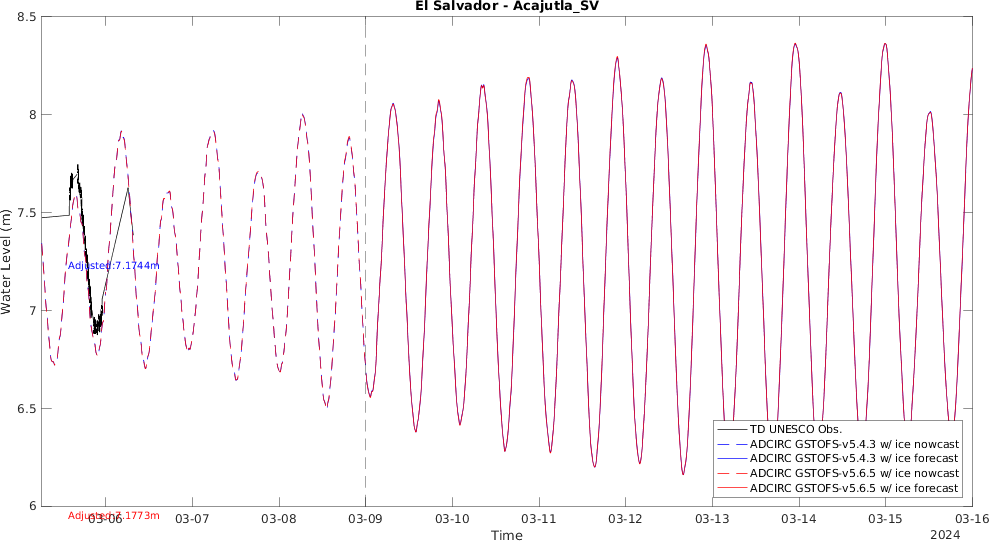 El Salvador - Acajutla_SV
Water Level (m)
8.5
8
7.5
7
6.5
6
Adjusted:7.1744m
Adjusted:7.1773m
TD UNESCO Obs.
ADCIRC GSTOFS-v5.4.3 w/ ice nowcast
ADCIRC GSTOFS-v5.4.3 w/ ice forecast
ADCIRC GSTOFS-v5.6.5 w/ ice nowcast
ADCIRC GSTOFS-v5.6.5 w/ ice forecast
03-06 03-07 03-08 03-09 03-10 03-11 03-12 03-13 03-14 03-15 03-16
Time
2024